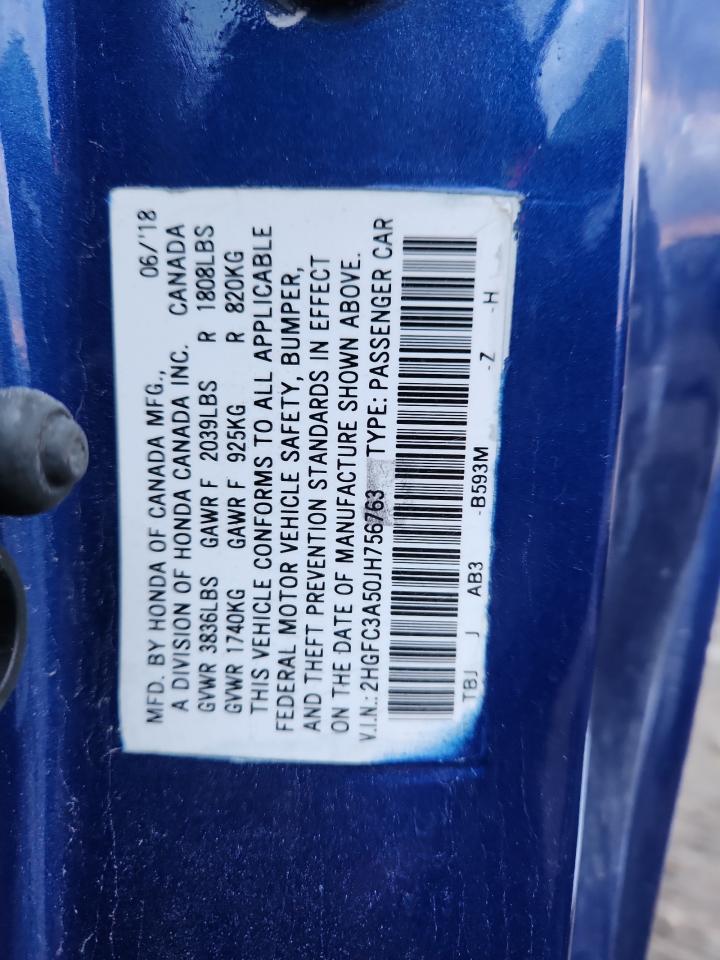 MFD. BY HONDA OF CANADA MFG., 06/'18
A DIVISION OF HONDA CANADA INC. CANADA
GVWR 3836LBS GAWR F 2039LBS R 1808LBS
GVWR 1740KG GAWR F 925KG R 820KG
THIS VEHICLE CONFORMS TO ALL APPLICABLE
FEDERAL MOTOR VEHICLE SAFETY, BUMPER,
AND THEFT PREVENTION STANDARDS IN EFFECT
ON THE DATE OF MANUFACTURE SHOWN ABOVE.
V.I.N.: 2HGFC3A50JH756763 TYPE: PASSENGER CAR
TBJ J AB3 -B593M -Z -H